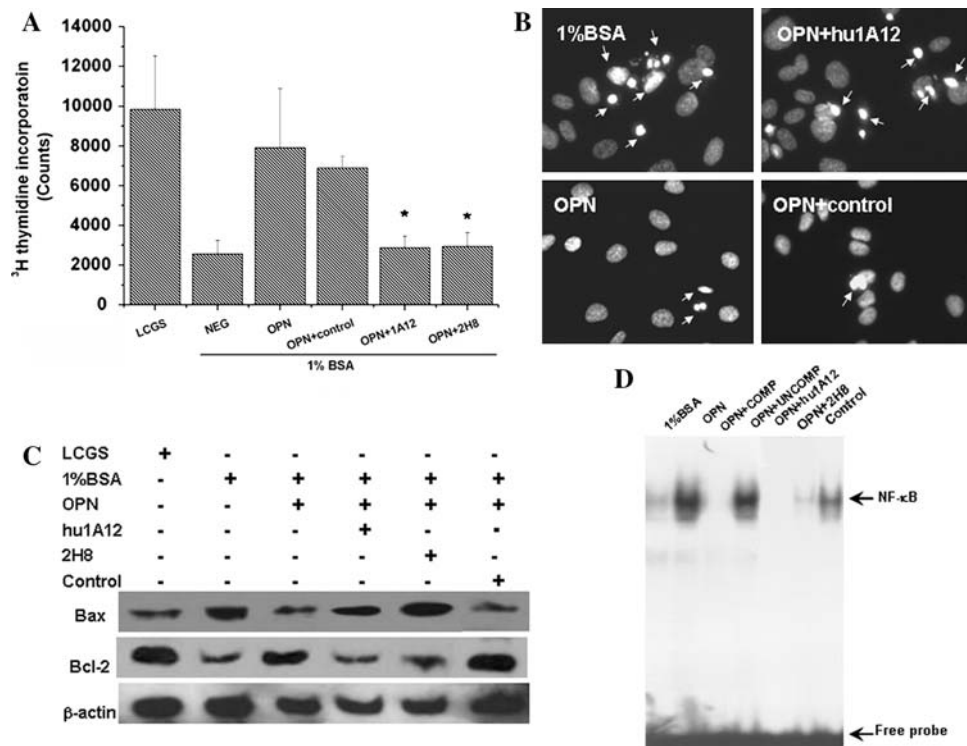 A
14000
12000
10000
8000
6000
4000
2000
0
³H thymidine incorporatoin
(Counts)
* *
LCGS NEG OPN OPN+control OPN+1A12 OPN+2H8
1% BSA
B
1%BSA
OPN+hu1A12
OPN
OPN+control
C
LCGS + - - - - -
1%BSA - + + + + +
OPN - - + + + +
hu1A12 - - - + - -
2H8 - - - - + -
Control - - - - - +
Bax
Bcl-2
β-actin
D
1%BSA OPN OPN+COMP OPN+UNCOMP OPN+hu1A12 OPN+2H8 Control
NF-κB
Free probe